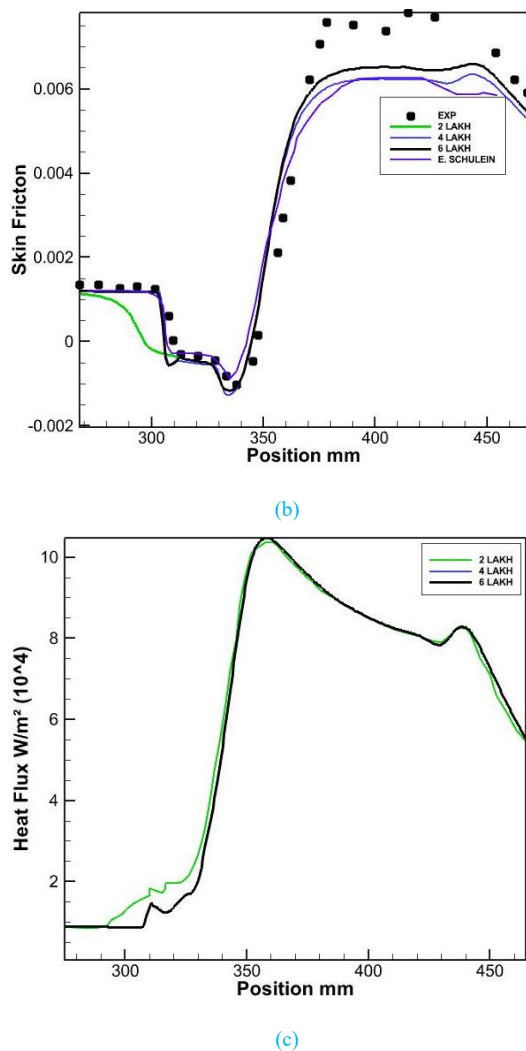 0.006
0.004
0.002
0
-0.002
Skin Fricton
EXP
2 LAKH
4 LAKH
6 LAKH
E. SCHULEIN
300
350
400
450
Position mm
(b)
10
8
6
4
2
Heat Flux W/m² (10^4)
2 LAKH
4 LAKH
6 LAKH
300
350
400
450
Position mm
(c)